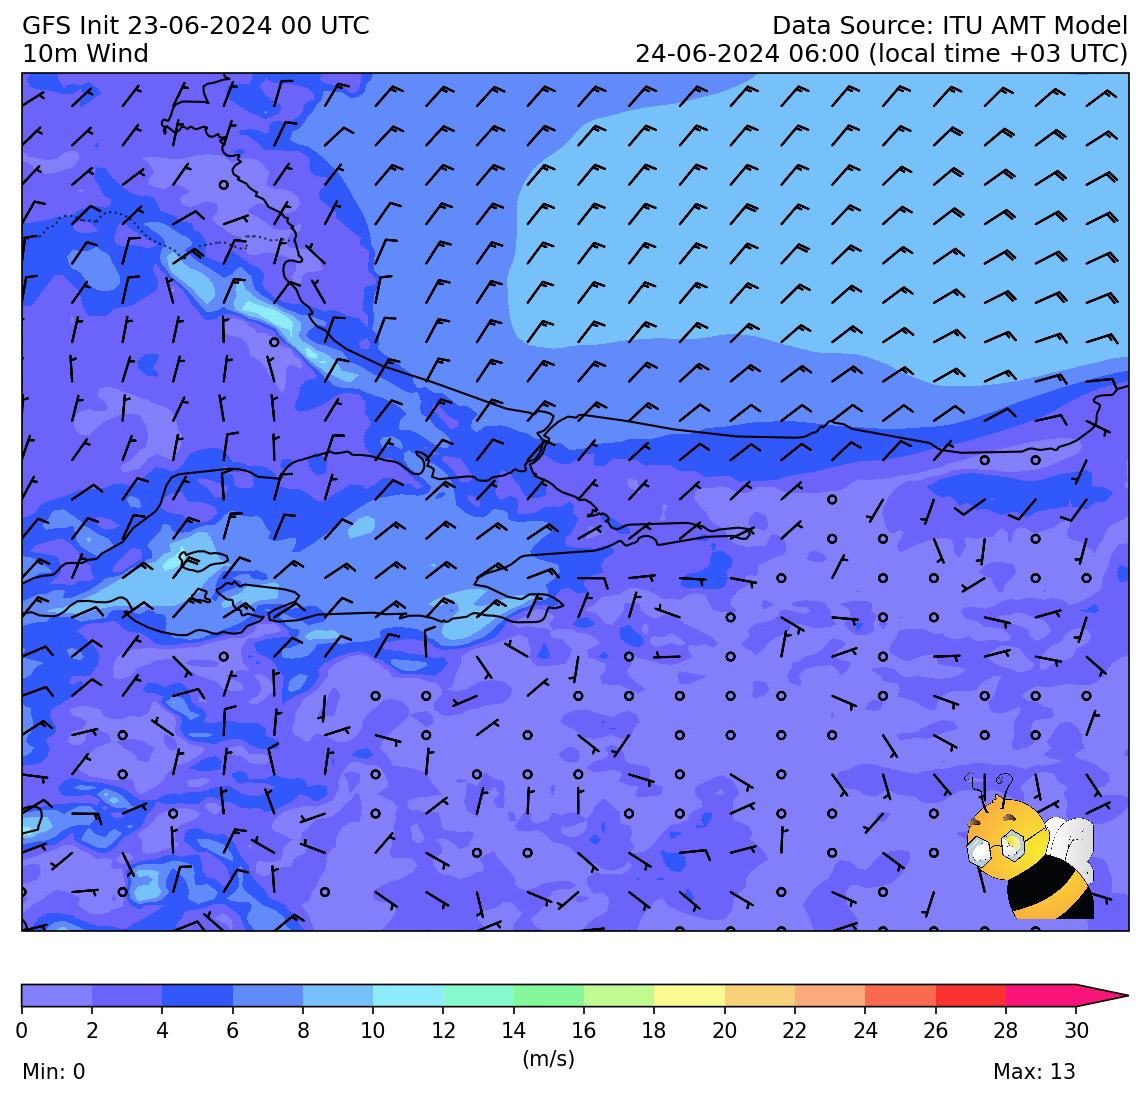 GFS Init 23-06-2024 00 UTC
Data Source: ITU AMT Model
10m Wind
24-06-2024 06:00 (local time +03 UTC)
0 2 4 6 8 10 12 14 16 18 20 22 24 26 28 30
(m/s)
Min: 0
Max: 13